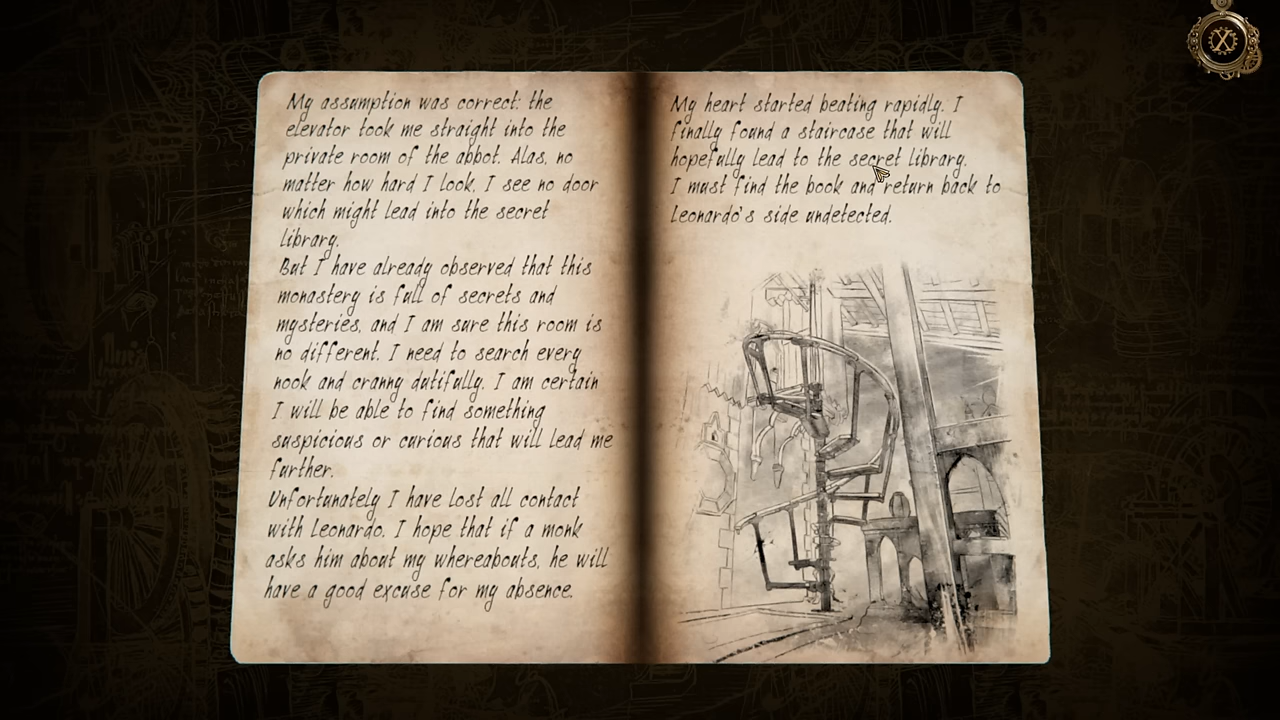 My assumption was correct: the
elevator took me straight into the
private room of the abbot. Alas, no
matter how hard I look, I see no door
which might lead into the secret
library.
But I have already observed that this
monastery is full of secrets and
mysteries, and I am sure this room is
no different. I need to search every
nook and cranny dutifully. I am certain
I will be able to find something
suspicious or curious that will lead me
further.
Unfortunately I have lost all contact
with Leonardo. I hope that if a monk
asks him about my whereabouts, he will
have a good excuse for my absence.
My heart started beating rapidly. I
finally found a staircase that will
hopefully lead to the secret library.
I must find the book and return back to
Leonardo's side undetected.
X